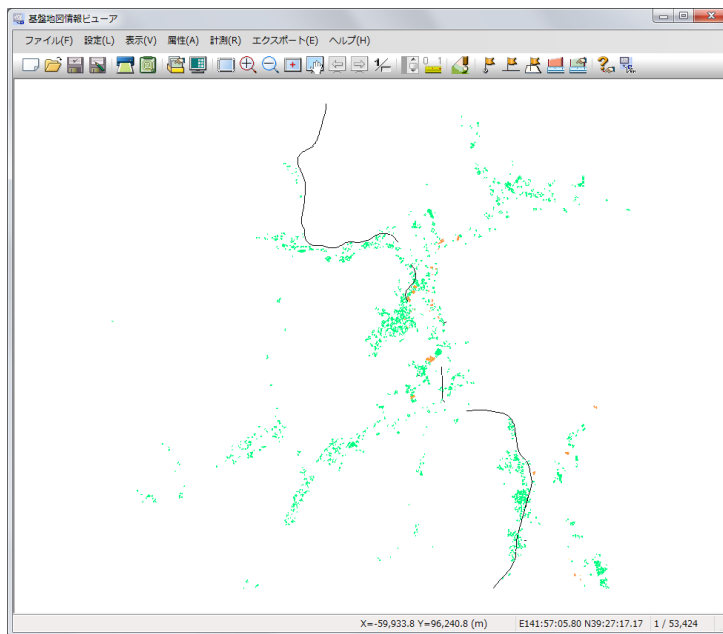 基盤地図情報ビューア
ファイル(F) 設定(L) 表示(V) 属性(A) 計測(R) エクスポート(E) ヘルプ(H)
X=-59,933.8 Y=96,240.8 (m) E141:57:05.80 N39:27:17.17 1 / 53,424